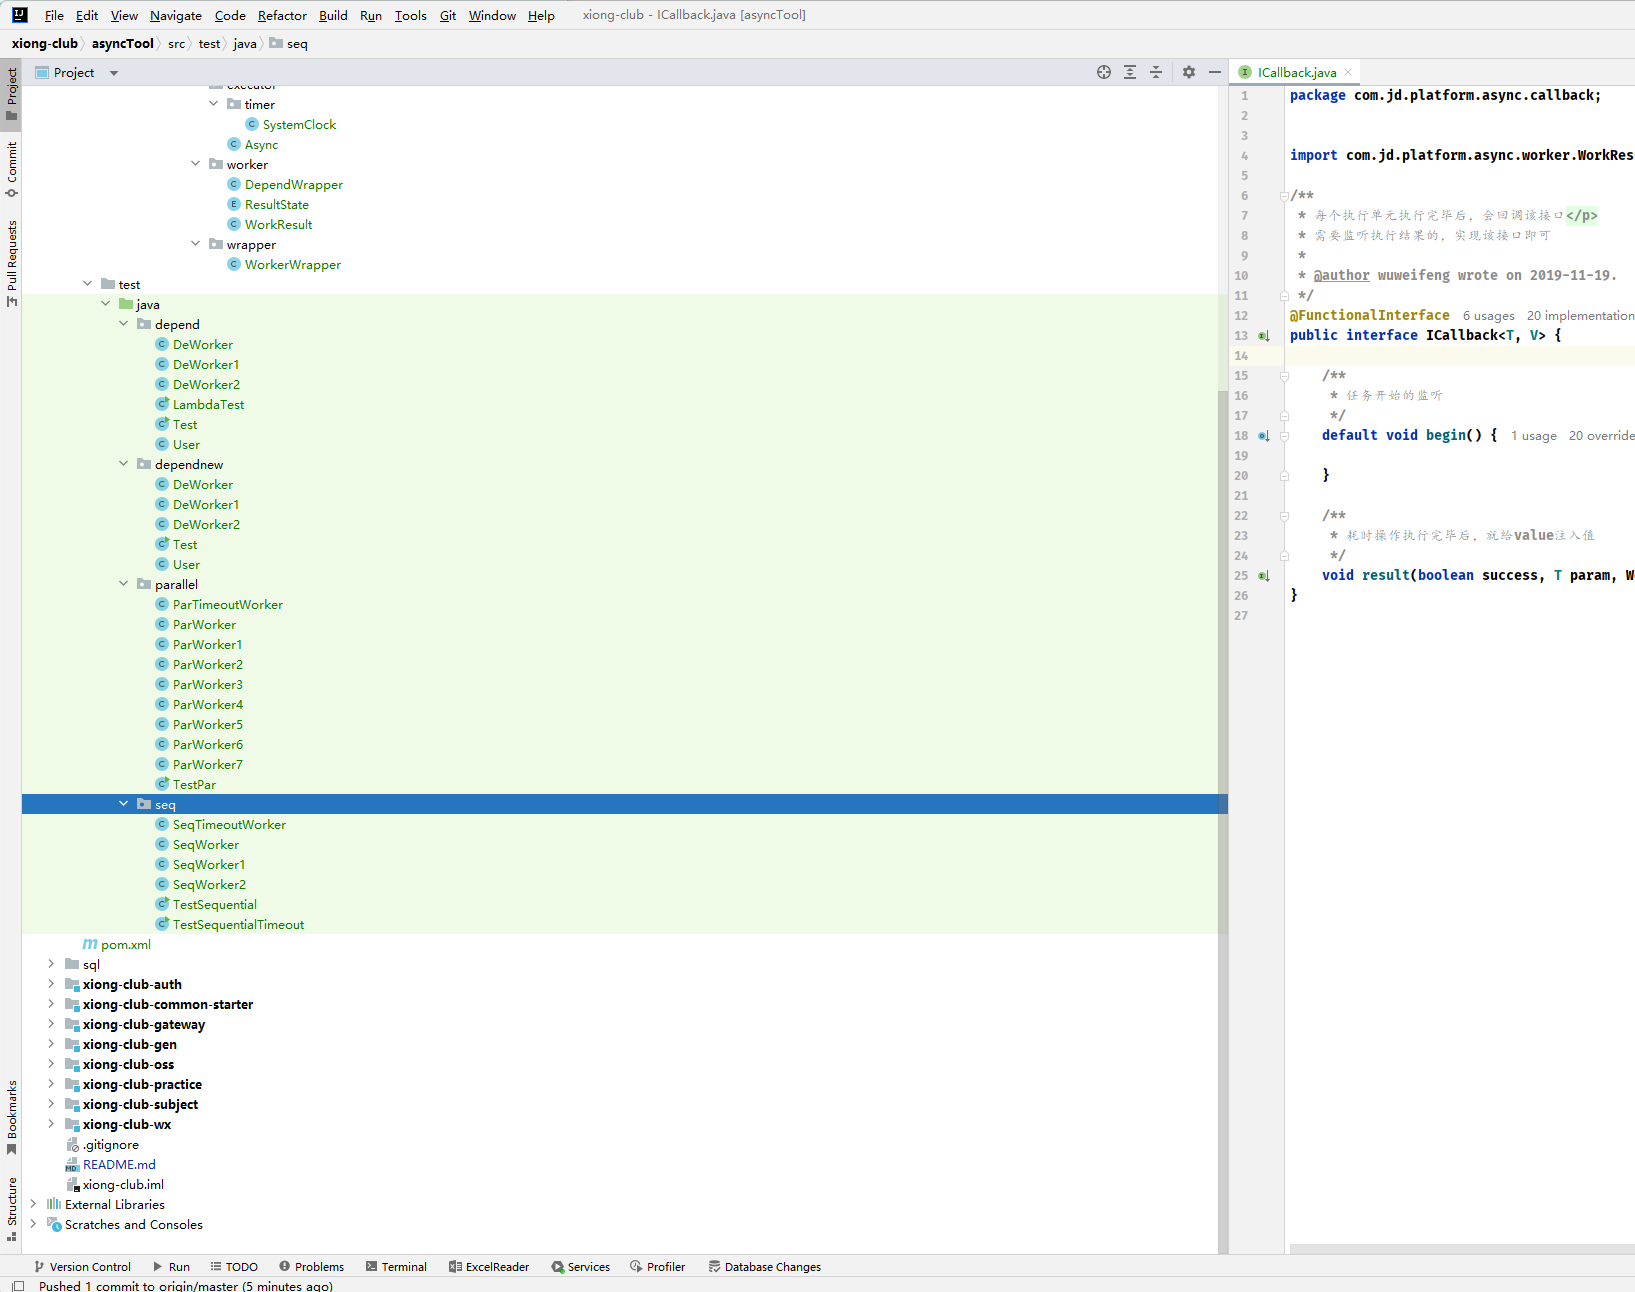 File Edit View Navigate Code Refactor Build Run Tools Git Window Help xiong-club - ICallback.java [asyncTool]
xiong-club asyncTool src test java seq
Project
Commit
Pull Requests
Bookmarks
Structure
Project
executor
timer
SystemClock
Async
worker
DependWrapper
ResultState
WorkResult
wrapper
WorkerWrapper
test
java
depend
DeWorker
DeWorker1
DeWorker2
LambdaTest
Test
User
dependnew
DeWorker
DeWorker1
DeWorker2
Test
User
parallel
ParTimeoutWorker
ParWorker
ParWorker1
ParWorker2
ParWorker3
ParWorker4
ParWorker5
ParWorker6
ParWorker7
TestPar
seq
SeqTimeoutWorker
SeqWorker
SeqWorker1
SeqWorker2
TestSequential
TestSequentialTimeout
pom.xml
sql
xiong-club-auth
xiong-club-common-starter
xiong-club-gateway
xiong-club-gen
xiong-club-oss
xiong-club-practice
xiong-club-subject
xiong-club-wx
.gitignore
README.md
xiong-club.iml
External Libraries
Scratches and Consoles
ICallback.java
1 package com.jd.platform.async.callback;
2
3
4 import com.jd.platform.async.worker.WorkRes
5
6 /**
7 * 每个执行单元执行完毕后，会回调该接口</p>
8 * 需要监听执行结果的，实现该接口即可
9 *
10 * @author wuweifeng wrote on 2019-11-19.
11 */
12 @FunctionalInterface 6 usages 20 implementation
13 public interface ICallback<T, V> {
14
15 /**
16 * 任务开始的监听
17 */
18 default void begin() { 1 usage 20 override
19
20 }
21
22 /**
23 * 耗时操作执行完毕后，就给value注入值
24 */
25 void result(boolean success, T param, W
26 }
27
Version Control Run TODO Problems Terminal ExcelReader Services Profiler Database Changes
Pushed 1 commit to origin/master (5 minutes ago)